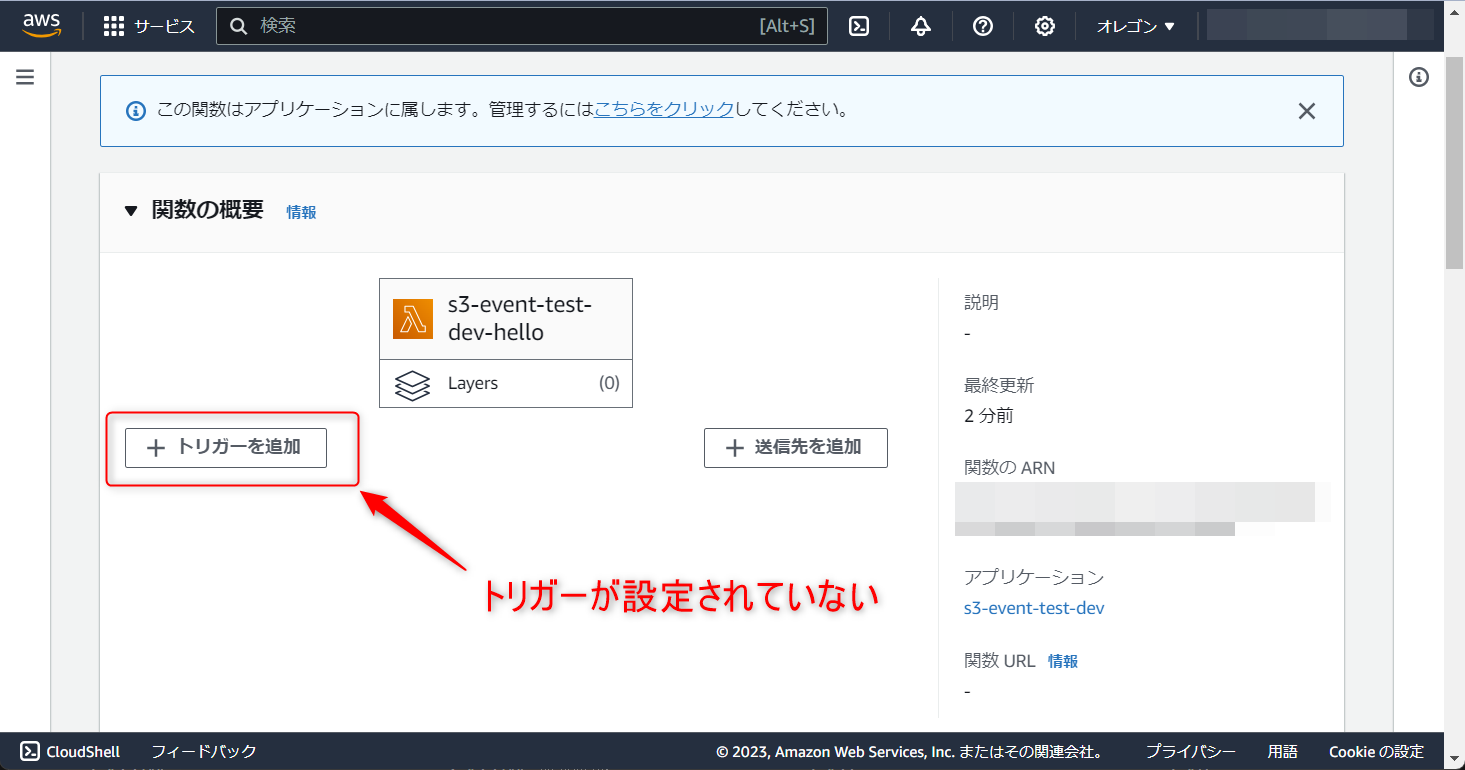 aws サービス 検索 [Alt+S] オレゴン ▼
この関数はアプリケーションに属します。管理するにはこちらをクリックしてください。
▼ 関数の概要 情報
s3-event-test-
dev-hello
Layers (0)
+ トリガーを追加
+ 送信先を追加
トリガーが設定されていない
説明
-
最終更新
2 分前
関数の ARN
アプリケーション
s3-event-test-dev
関数 URL 情報
-
CloudShell フィードバック © 2023, Amazon Web Services, Inc. またはその関連会社。 プライバシー 用語 Cookie の設定